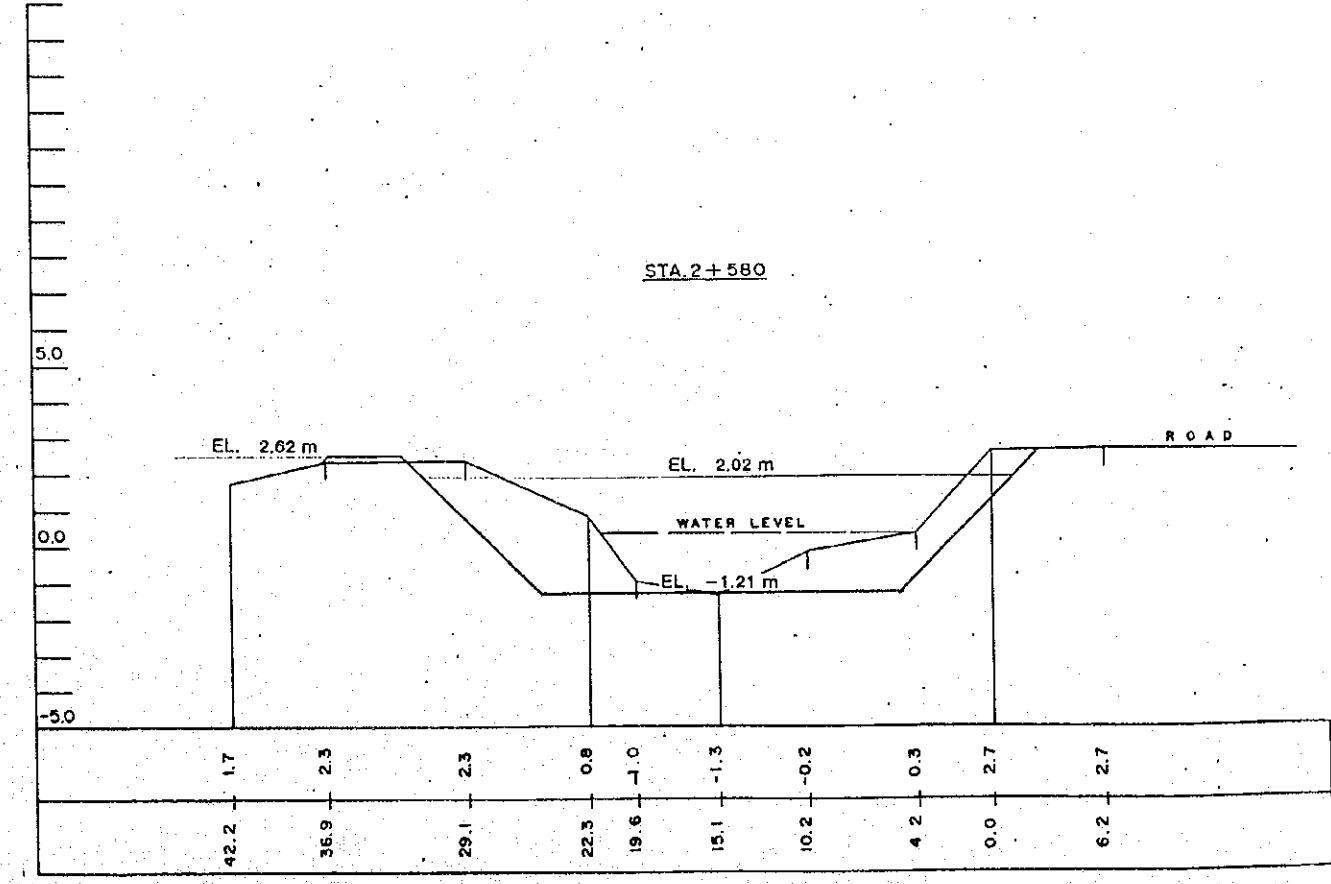 STA.2+580
5.0
EL. 2.62 m
ROAD
EL. 2.02 m
WATER LEVEL
0.0
EL. -1.21 m
-5.0
1.7 2.3 2.3 0.8 -1.0 -1.3 -0.2 0.3 2.7 2.7
42.2 36.9 29.1 22.3 19.6 15.1 10.2 4.2 0.0 6.2